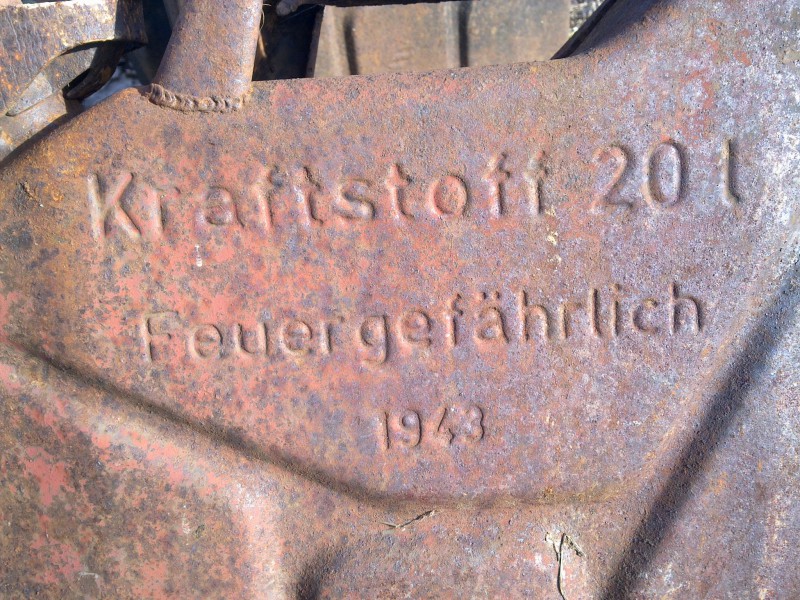 Kraftstoff 20 l
Feuergefährlich
1943